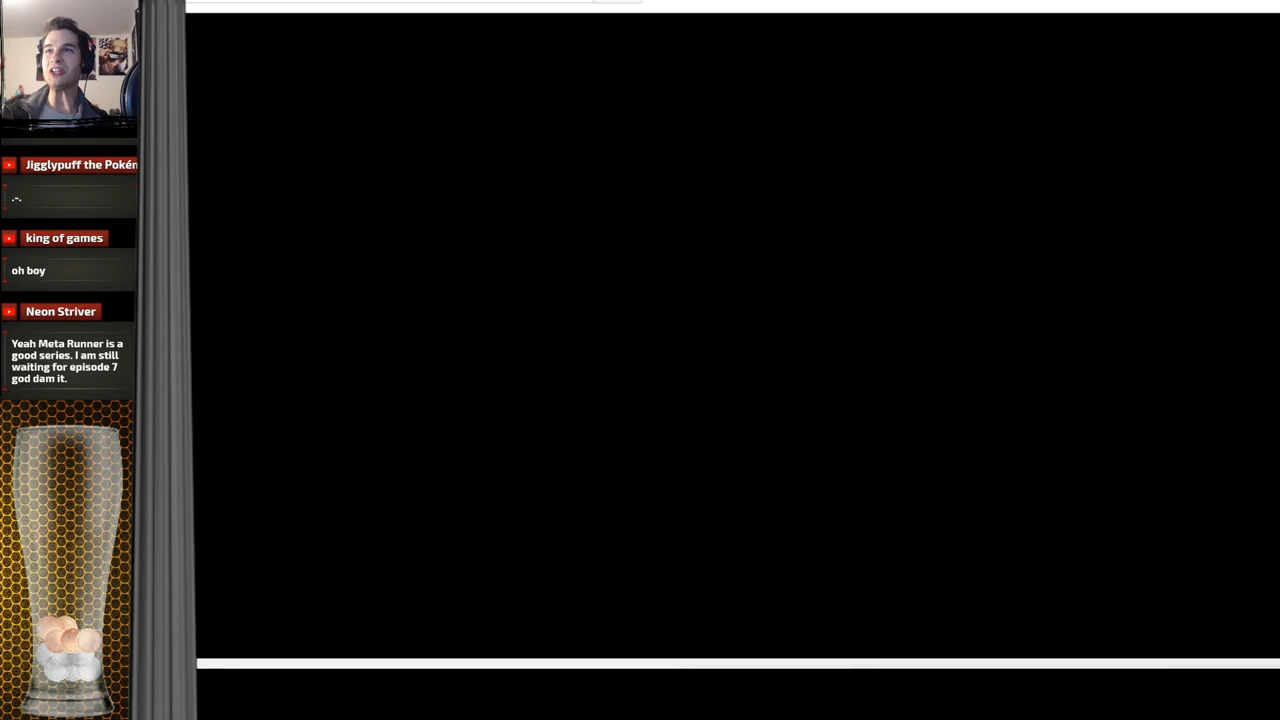 Jigglypuff the Pokém
.-.
king of games
oh boy
Neon Striver
Yeah Meta Runner is a
good series. I am still
waiting for episode 7
god dam it.